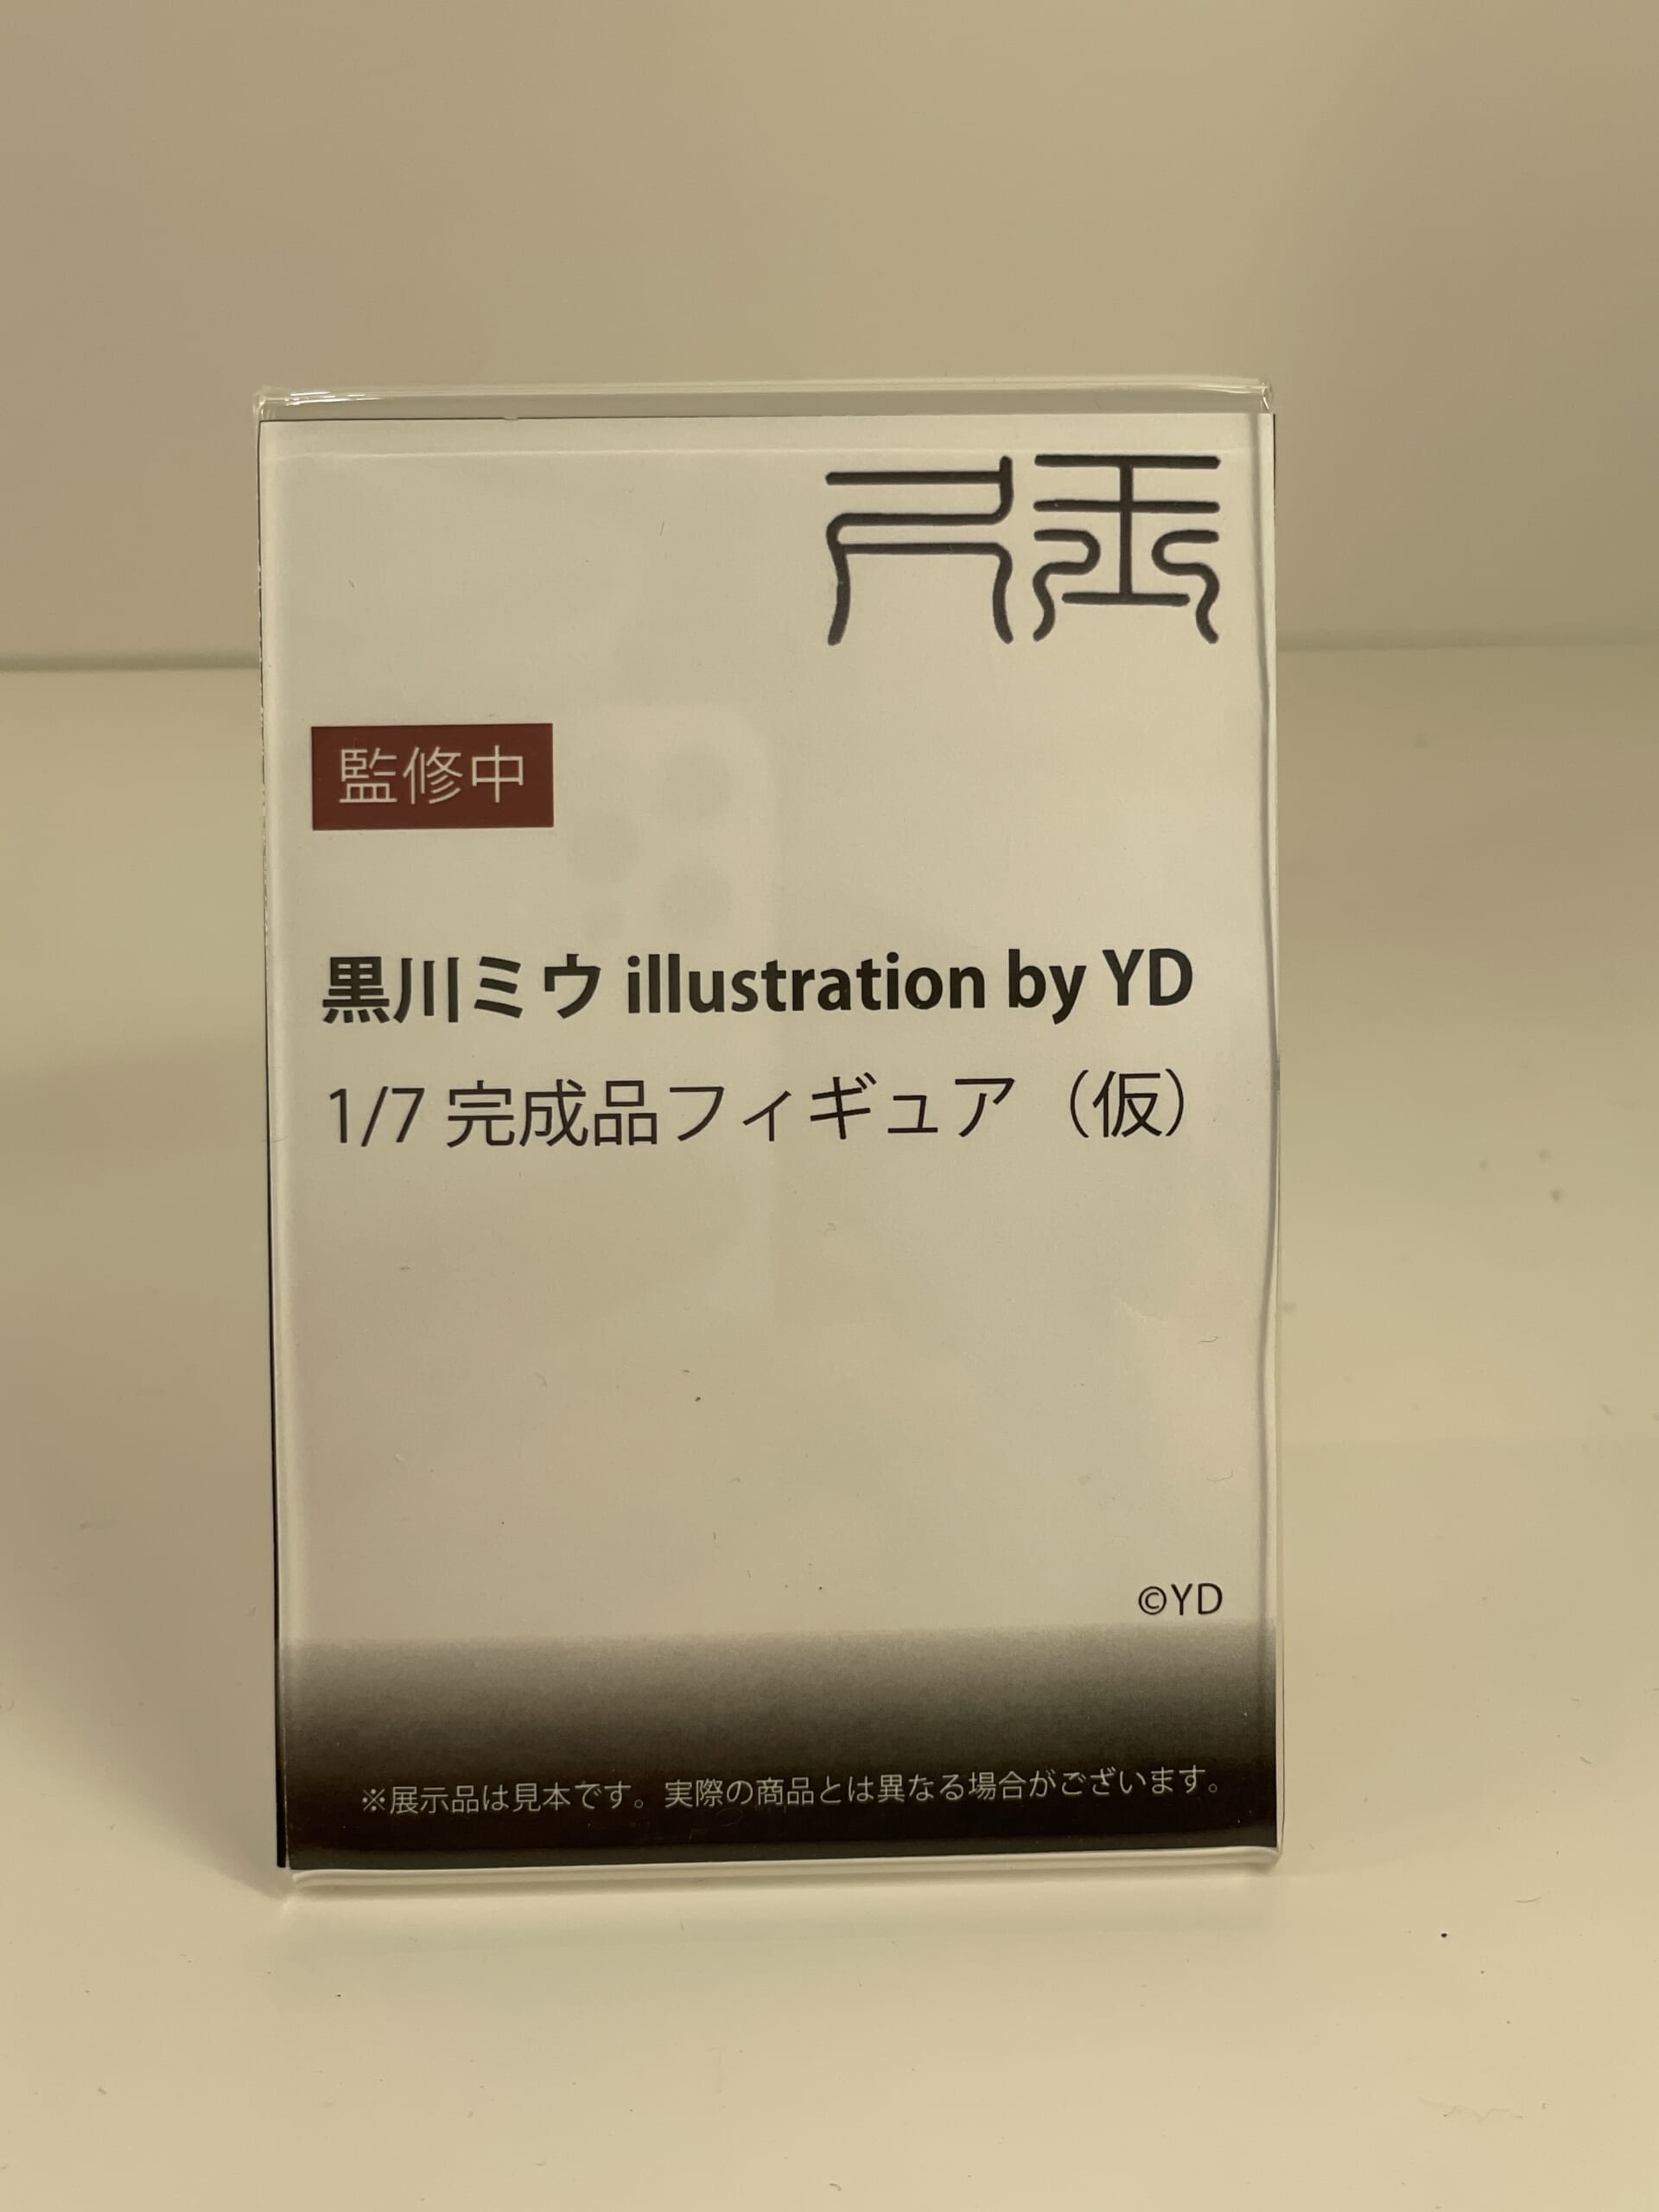 監修中
黒川ミウ illustration by YD
1/7 完成品フィギュア（仮）
©YD
※展示品は見本です。実際の商品とは異なる場合がございます。